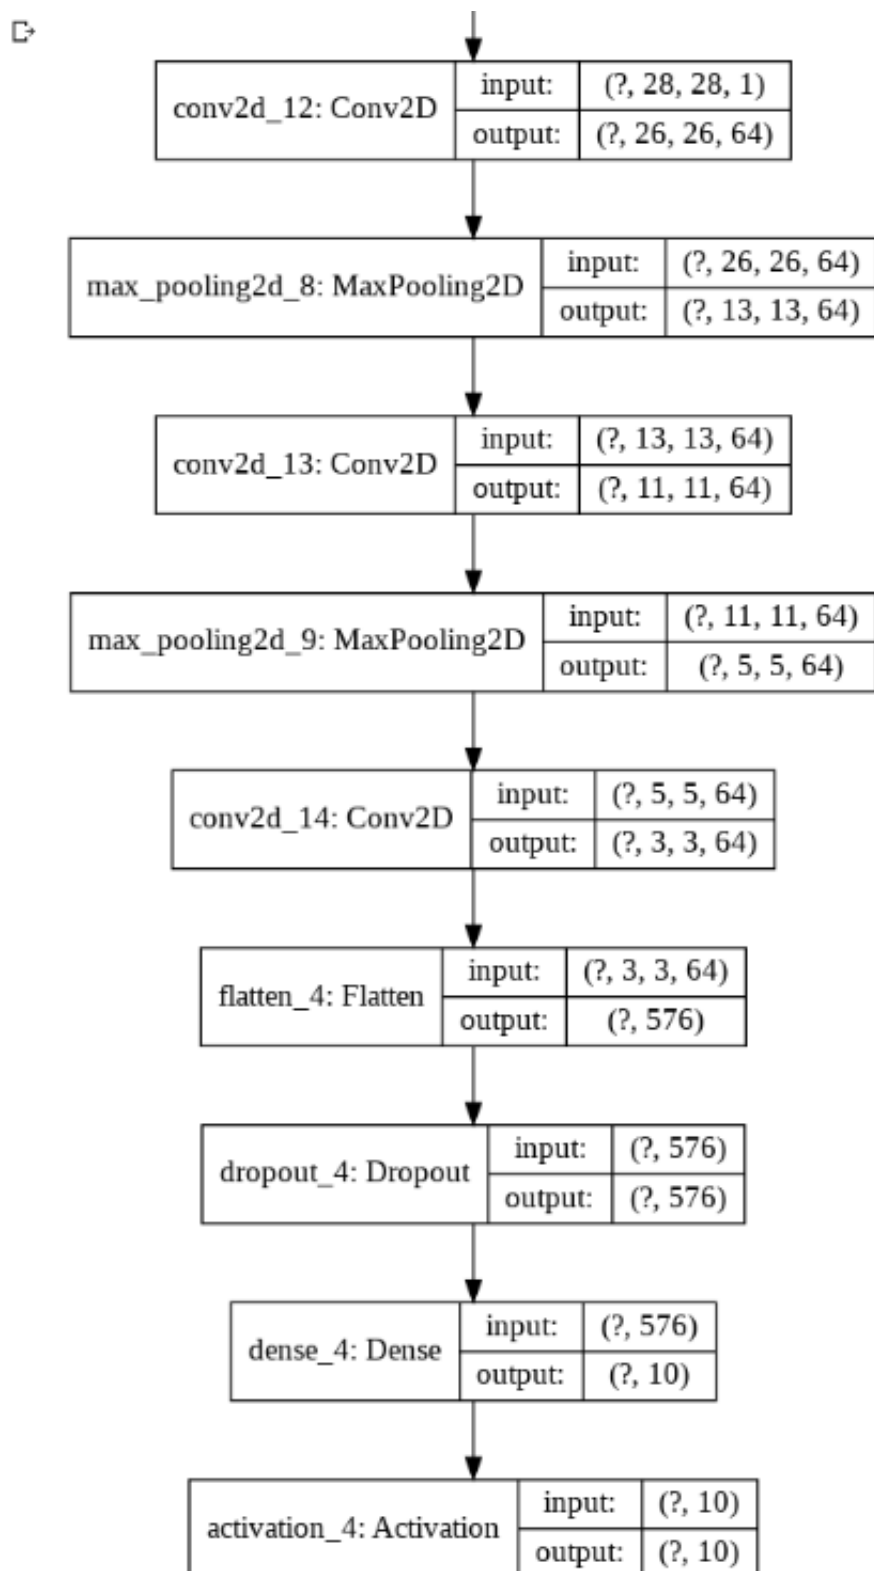 conv2d_12: Conv2D
input: (?, 28, 28, 1)
output: (?, 26, 26, 64)
max_pooling2d_8: MaxPooling2D
input: (?, 26, 26, 64)
output: (?, 13, 13, 64)
conv2d_13: Conv2D
input: (?, 13, 13, 64)
output: (?, 11, 11, 64)
max_pooling2d_9: MaxPooling2D
input: (?, 11, 11, 64)
output: (?, 5, 5, 64)
conv2d_14: Conv2D
input: (?, 5, 5, 64)
output: (?, 3, 3, 64)
flatten_4: Flatten
input: (?, 3, 3, 64)
output: (?, 576)
dropout_4: Dropout
input: (?, 576)
output: (?, 576)
dense_4: Dense
input: (?, 576)
output: (?, 10)
activation_4: Activation
input: (?, 10)
output: (?, 10)